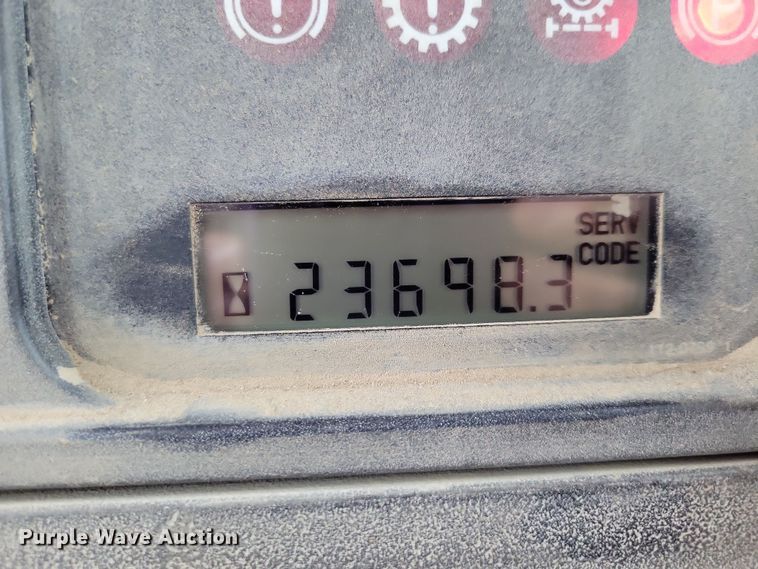 P
SERV
CODE
23698.3
Purple Wave Auction